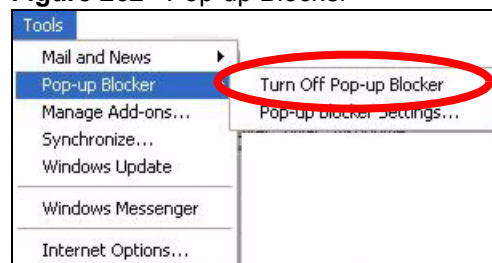 Tools
Mail and News
Pop-up Blocker
Turn Off Pop-up Blocker
Manage Add-ons...
Pop-up Blocker Settings...
Synchronize...
Windows Update
Windows Messenger
Internet Options...